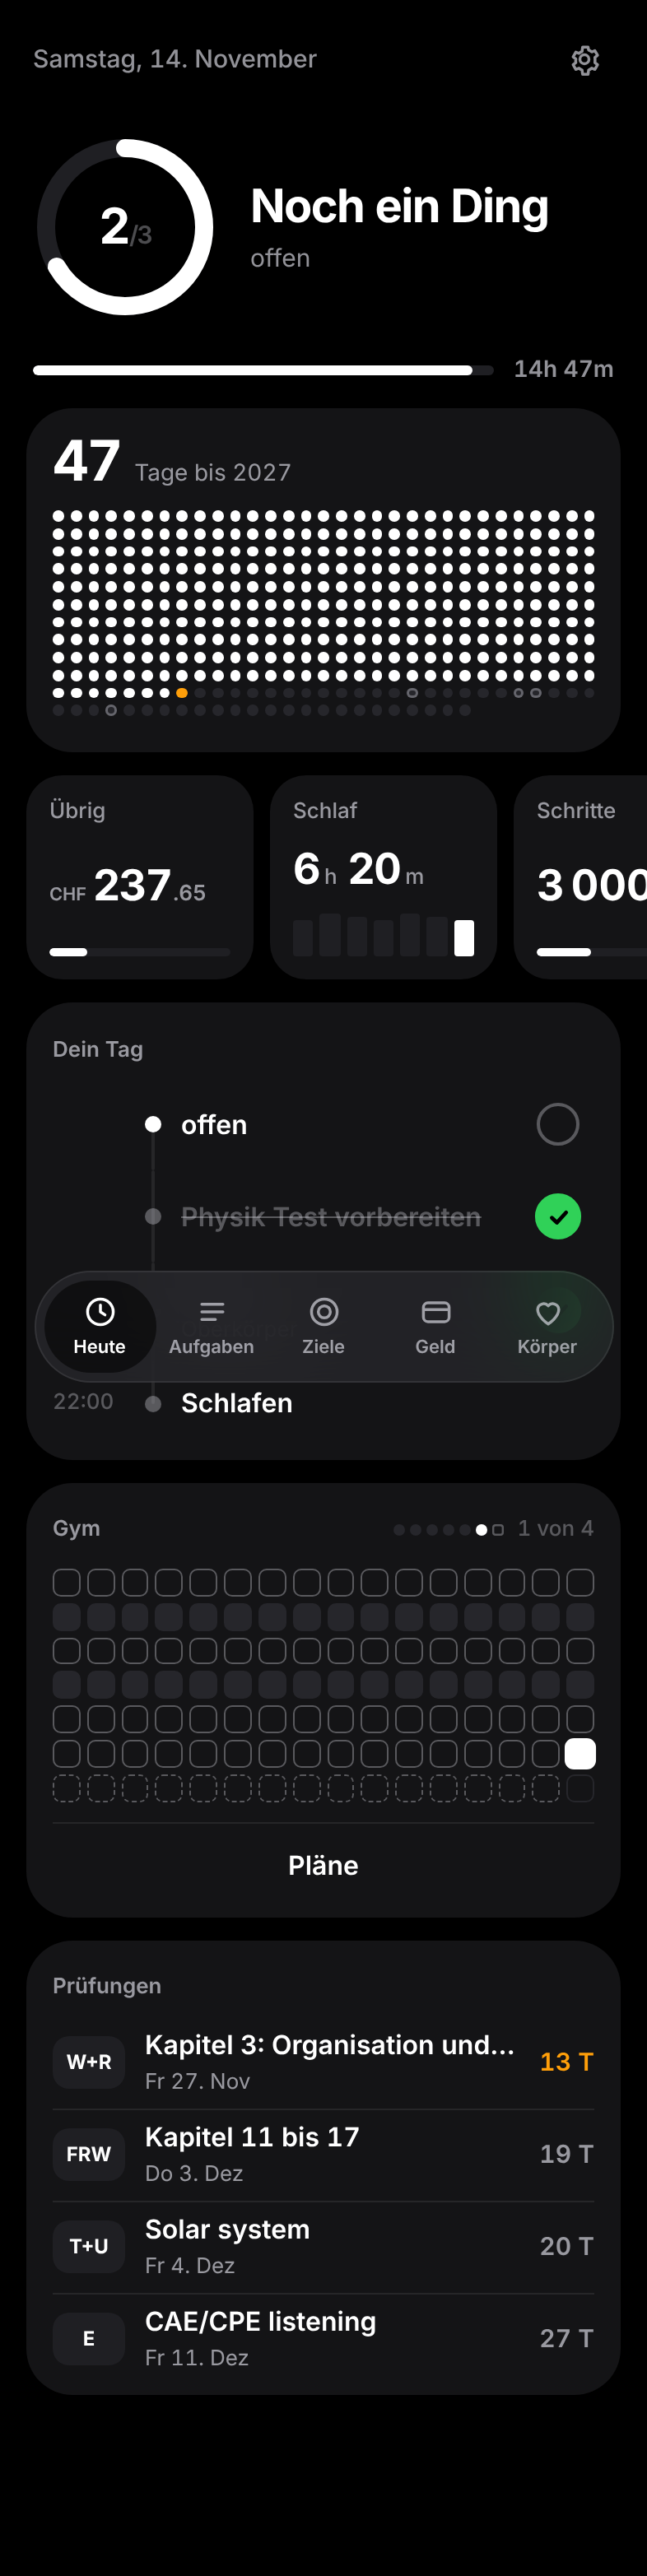 Samstag, 14. November
2/3
Noch ein Ding
offen
14h 47m
47 Tage bis 2027
Übrig
CHF 237.65
Schlaf
6 h 20 m
Schritte
3 000
Dein Tag
offen
Physik Test vorbereiten
Heute
Aufgaben
Ziele
Geld
Körper
22:00 Schlafen
Gym
1 von 4
Pläne
Prüfungen
W+R
Kapitel 3: Organisation und...
Fr 27. Nov
13 T
FRW
Kapitel 11 bis 17
Do 3. Dez
19 T
T+U
Solar system
Fr 4. Dez
20 T
E
CAE/CPE listening
Fr 11. Dez
27 T